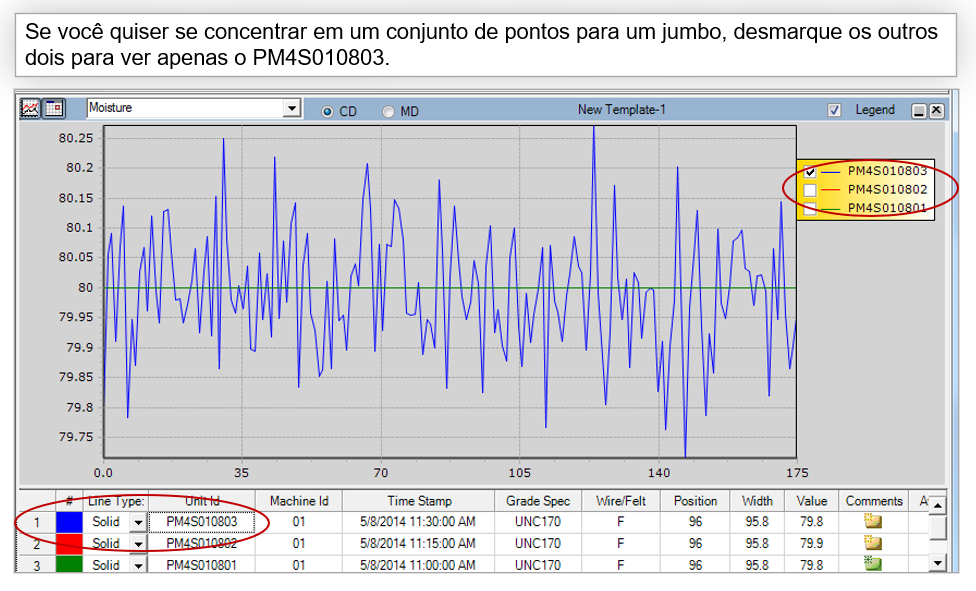 Se você quiser se concentrar em um conjunto de pontos para um jumbo, desmarque os outros
dois para ver apenas o PM4S010803.
Moisture CD MD New Template-1 Legend
80.25
80.2
80.15
80.1
80.05
80
79.95
79.9
79.85
79.8
79.75
0.0 35 70 105 140 175
PM4S010803
PM4S010802
PM4S010801
# Line Type: Unit Id Machine Id Time Stamp Grade Spec Wire/Felt Position Width Value Comments
1 Solid PM4S010803 01 5/8/2014 11:30:00 AM UNC170 F 96 95.8 79.8
2 Solid PM4S010802 01 5/8/2014 11:15:00 AM UNC170 F 96 95.8 79.9
3 Solid PM4S010801 01 5/8/2014 11:00:00 AM UNC170 F 96 95.8 79.8